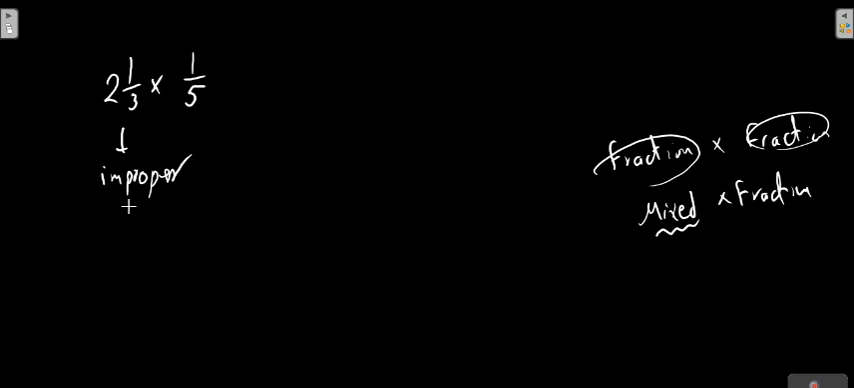 2 1/3 × 1/5
↓
improper
Fraction × Fraction
Mixed × Fraction